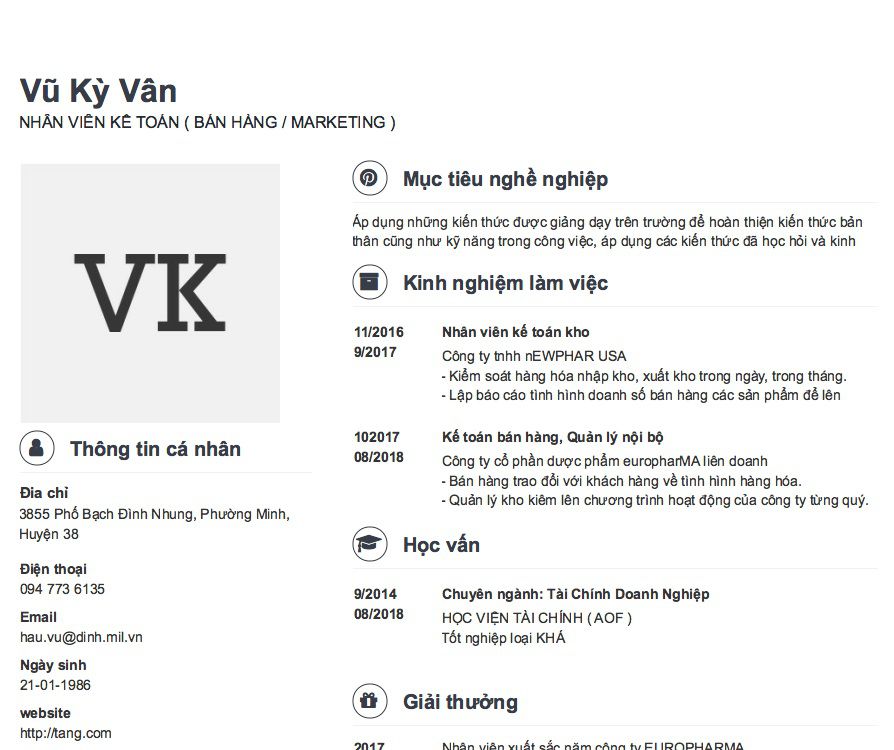 Vũ Kỳ Vân
NHÂN VIÊN KẾ TOÁN ( BÁN HÀNG / MARKETING )
VK
Thông tin cá nhân
Đia chỉ
3855 Phố Bạch Đình Nhung, Phường Minh,
Huyện 38
Điện thoại
094 773 6135
Email
hau.vu@dinh.mil.vn
Ngày sinh
21-01-1986
website
http://tang.com
Mục tiêu nghề nghiệp
Áp dụng những kiến thức được giảng dạy trên trường để hoàn thiện kiến thức bản
thân cũng như kỹ năng trong công việc, áp dụng các kiến thức đã học hỏi và kinh
Kinh nghiệm làm việc
11/2016
9/2017
Nhân viên kế toán kho
Công ty tnhh nEWPHAR USA
- Kiểm soát hàng hóa nhập kho, xuất kho trong ngày, trong tháng.
- Lập báo cáo tình hình doanh số bán hàng các sản phẩm để lên
102017
08/2018
Kế toán bán hàng, Quản lý nội bộ
Công ty cổ phần dược phẩm europharMA liên doanh
- Bán hàng trao đổi với khách hàng về tình hình hàng hóa.
- Quản lý kho kiêm lên chương trình hoạt động của công ty từng quý.
Học vấn
9/2014
08/2018
Chuyên ngành: Tài Chính Doanh Nghiệp
HỌC VIỆN TÀI CHÍNH ( AOF )
Tốt nghiệp loại KHÁ
Giải thưởng
2017
Nhân viên xuất sắc năm công ty EUROPHARMA